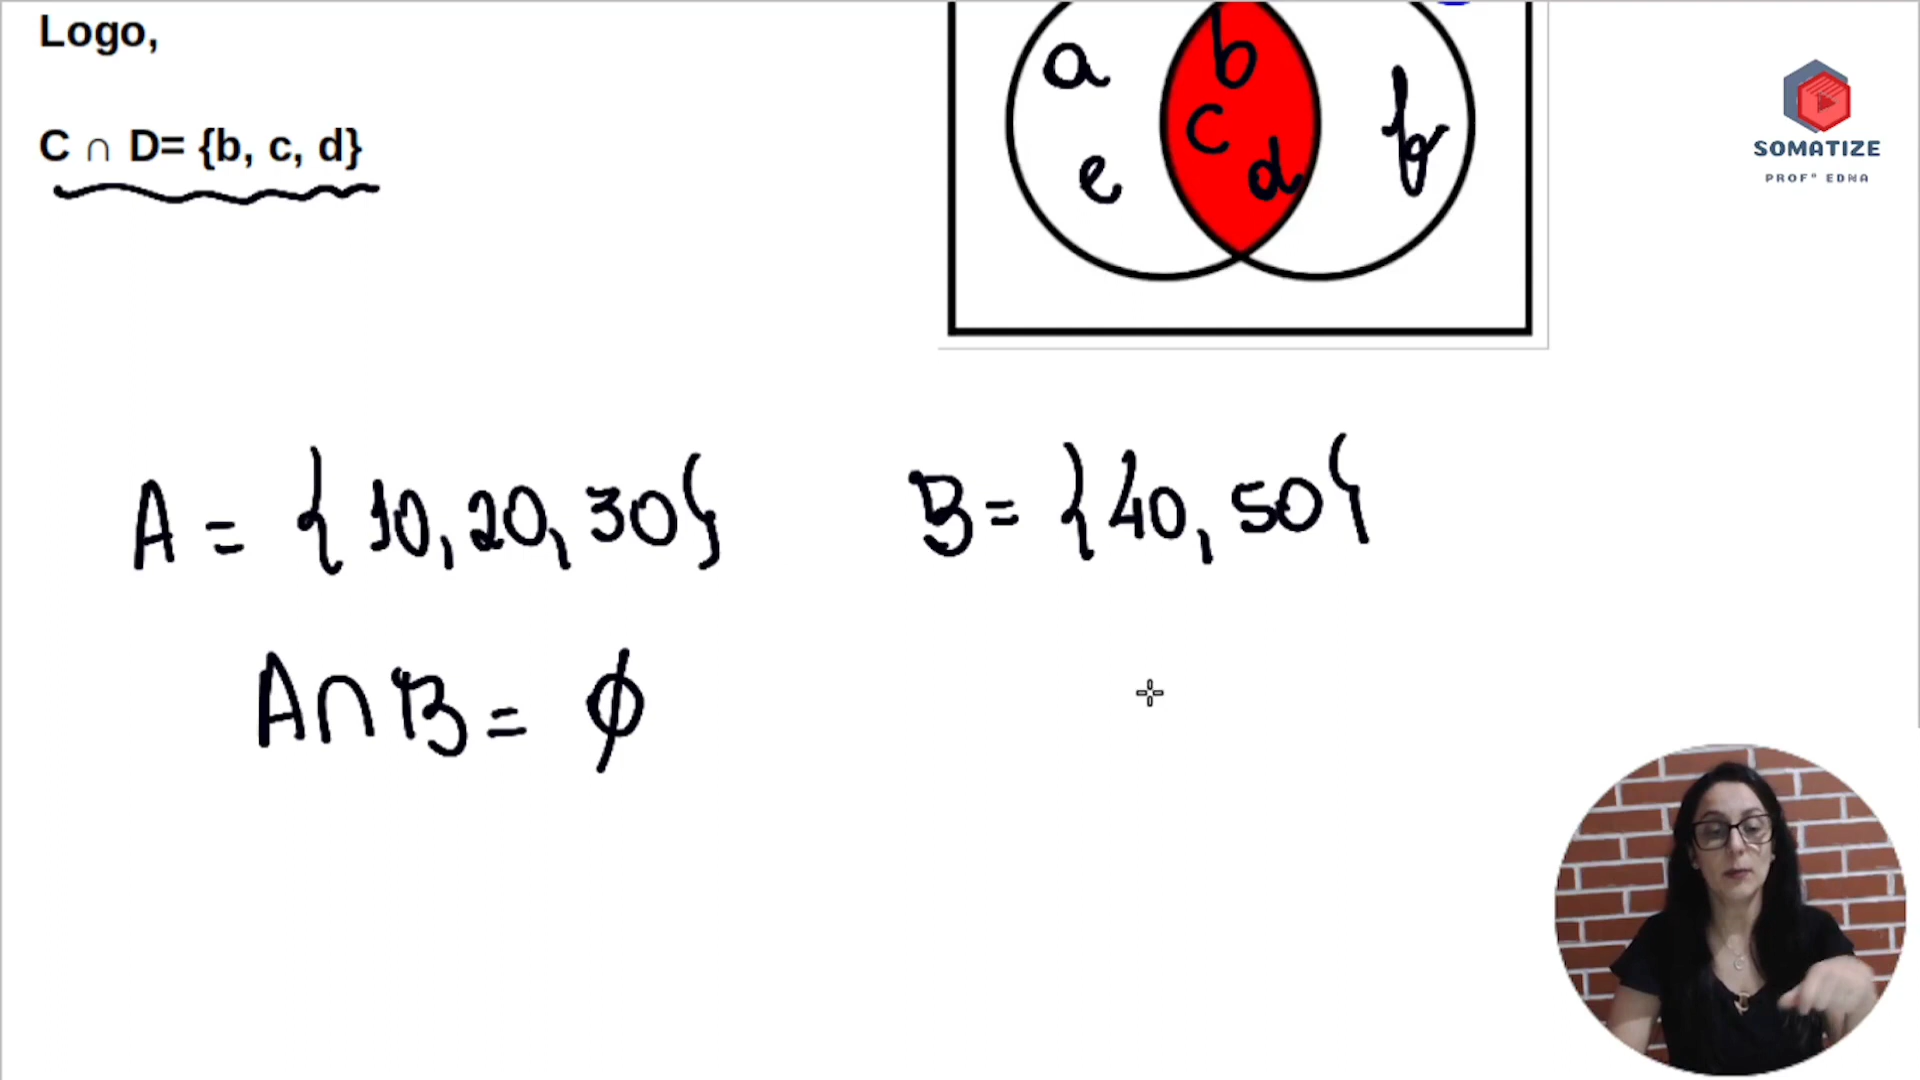 Logo,
C ∩ D= {b, c, d}
a
b
c
d
e
f
SOMATIZE
PROFª EDNA
A = { 10, 20, 30}
B = {40, 50}
A∩B = ∅